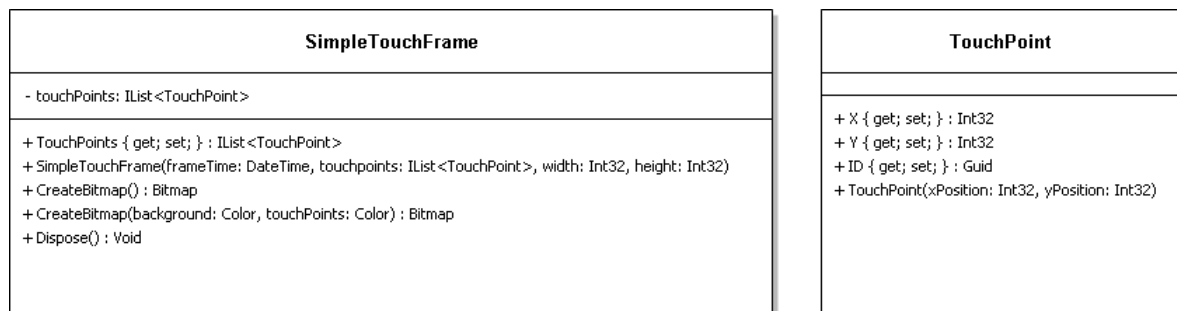 SimpleTouchFrame
- touchPoints: IList<TouchPoint>
+ TouchPoints { get; set; } : IList<TouchPoint>
+ SimpleTouchFrame(frameTime: DateTime, touchpoints: IList<TouchPoint>, width: Int32, height: Int32)
+ CreateBitmap() : Bitmap
+ CreateBitmap(background: Color, touchPoints: Color) : Bitmap
+ Dispose() : Void
TouchPoint
+ X { get; set; } : Int32
+ Y { get; set; } : Int32
+ ID { get; set; } : Guid
+ TouchPoint(xPosition: Int32, yPosition: Int32)